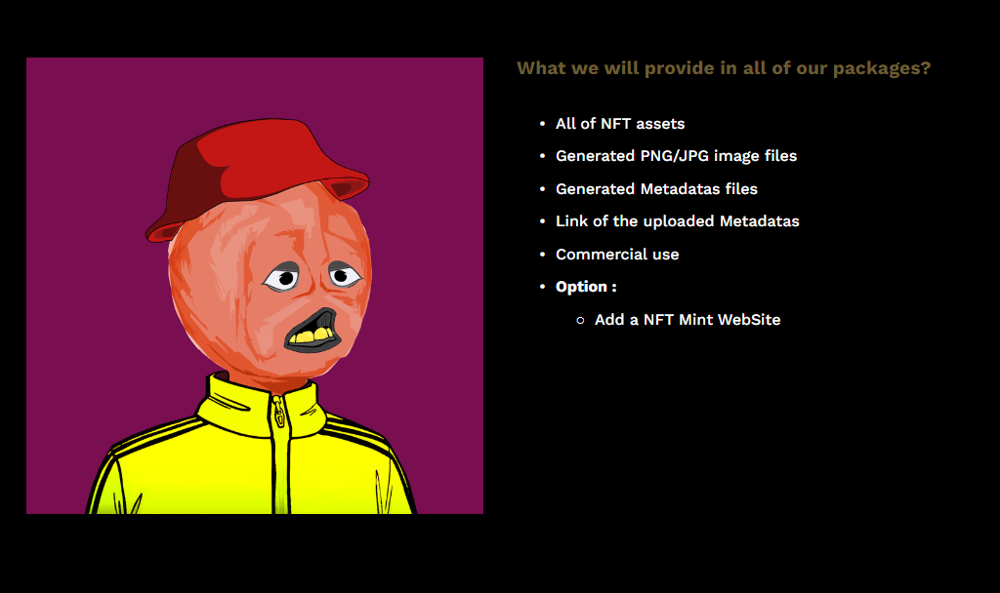 What we will provide in all of our packages?
• All of NFT assets
• Generated PNG/JPG image files
• Generated Metadatas files
• Link of the uploaded Metadatas
• Commercial use
• Option :
○ Add a NFT Mint WebSite